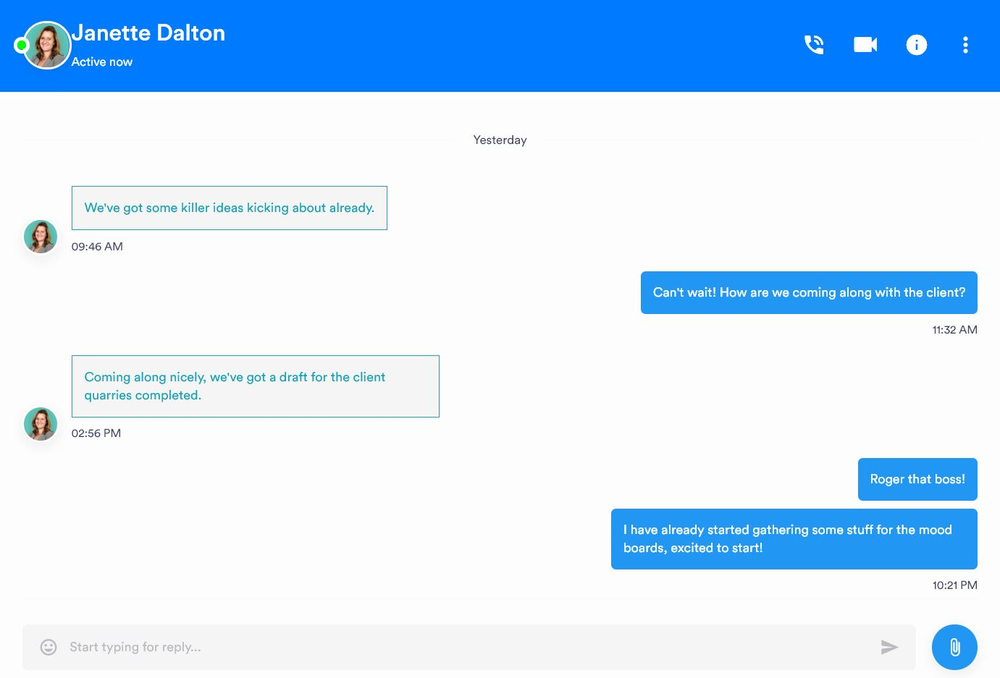 Janette Dalton
Active now
Yesterday
We've got some killer ideas kicking about already.
09:46 AM
Can't wait! How are we coming along with the client?
11:32 AM
Coming along nicely, we've got a draft for the client
quarries completed.
02:56 PM
Roger that boss!
I have already started gathering some stuff for the mood
boards, excited to start!
10:21 PM
Start typing for reply...